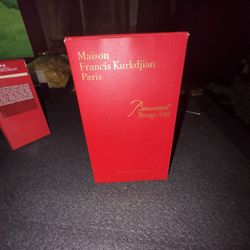 Maison
Francis Kurkdjian
Paris
Baccarat
Rouge 540